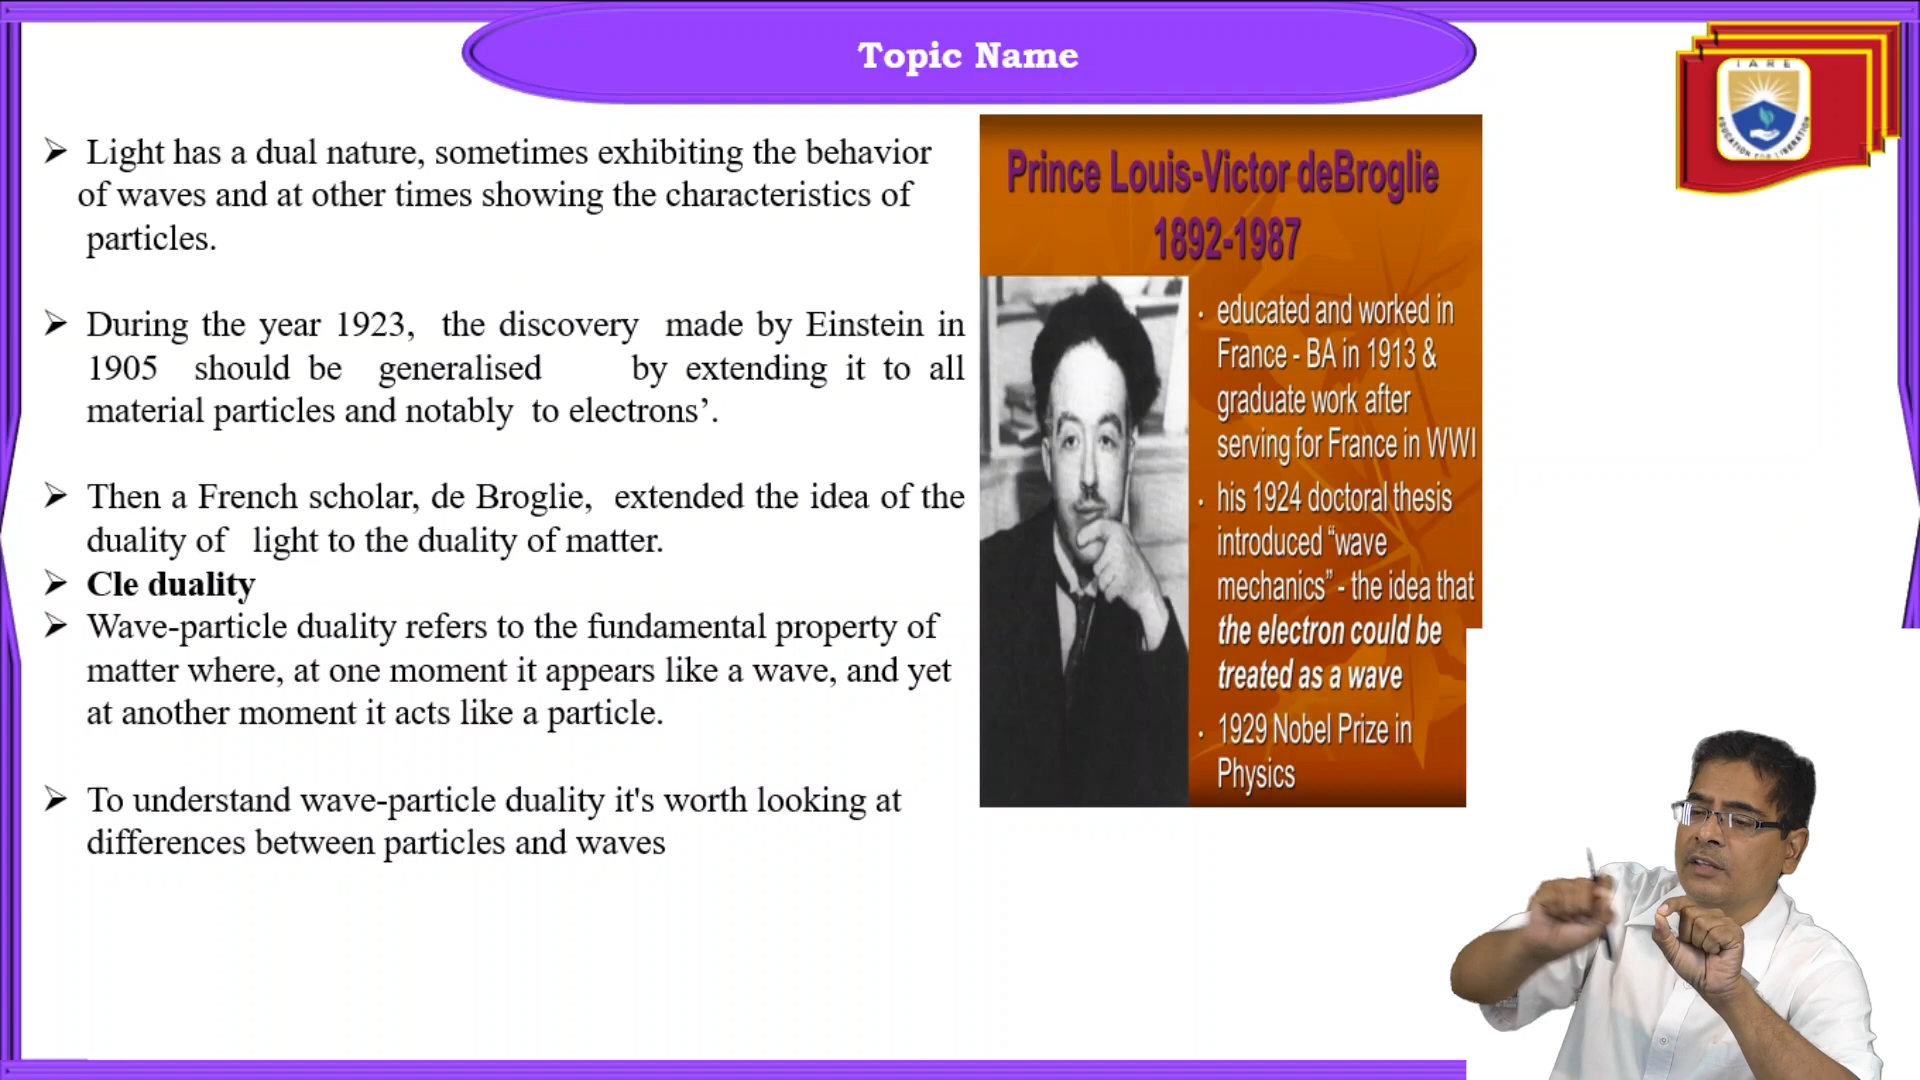 Topic Name
IARE
EDUCATION FOR LIBERATION
Light has a dual nature, sometimes exhibiting the behavior
of waves and at other times showing the characteristics of
particles.
During the year 1923, the discovery made by Einstein in
1905 should be generalised by extending it to all
material particles and notably to electrons’.
Then a French scholar, de Broglie, extended the idea of the
duality of light to the duality of matter.
Cle duality
Wave-particle duality refers to the fundamental property of
matter where, at one moment it appears like a wave, and yet
at another moment it acts like a particle.
To understand wave-particle duality it's worth looking at
differences between particles and waves
Prince Louis-Victor deBroglie
1892-1987
educated and worked in
France - BA in 1913 &
graduate work after
serving for France in WWI
his 1924 doctoral thesis
introduced “wave
mechanics” - the idea that
the electron could be
treated as a wave
1929 Nobel Prize in
Physics